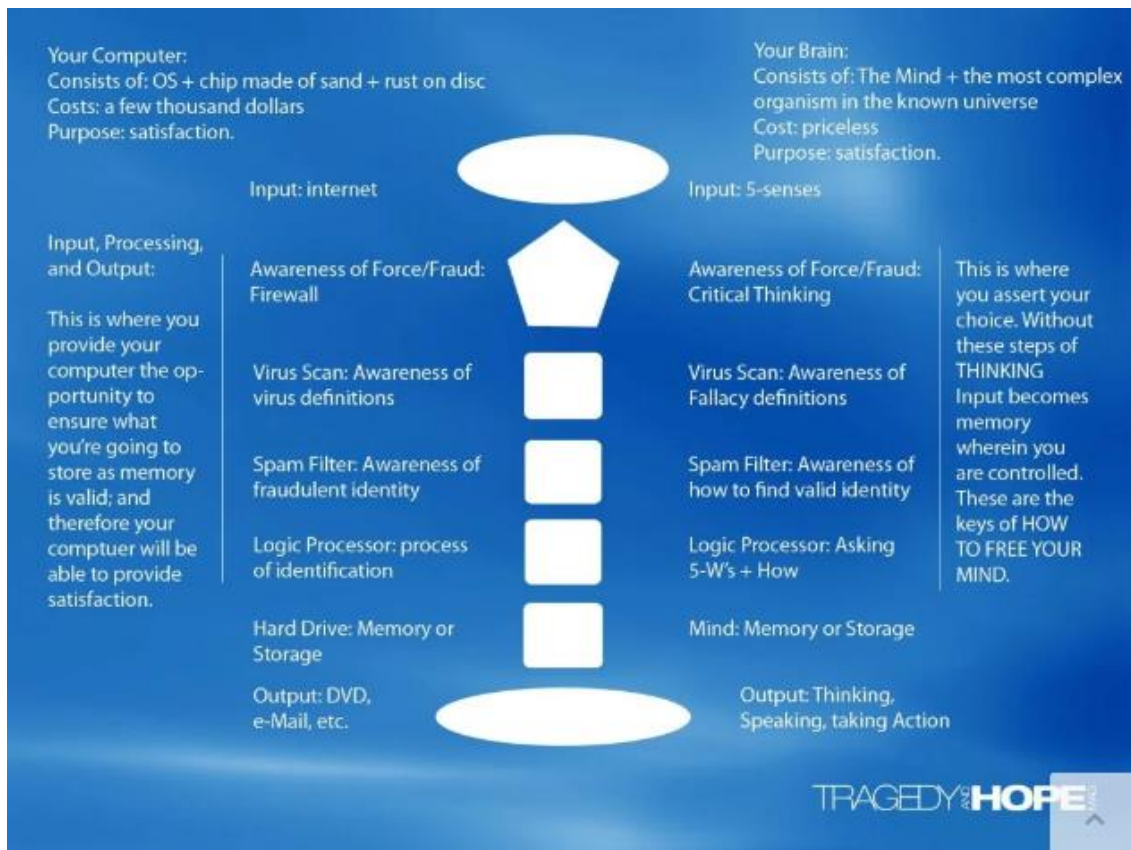 Your Computer:
Consists of: OS + chip made of sand + rust on disc
Costs: a few thousand dollars
Purpose: satisfaction.
Your Brain:
Consists of: The Mind + the most complex
organism in the known universe
Cost: priceless
Purpose: satisfaction.
Input: internet
Input: 5-senses
Input, Processing,
and Output:
This is where you
provide your
computer the op-
portunity to
ensure what
you're going to
store as memory
is valid; and
therefore your
comptuer will be
able to provide
satisfaction.
Awareness of Force/Fraud:
Firewall
Awareness of Force/Fraud:
Critical Thinking
Virus Scan: Awareness of
virus definitions
Virus Scan: Awareness of
Fallacy definitions
Spam Filter: Awareness of
fraudulent identity
Spam Filter: Awareness of
how to find valid identity
Logic Processor: process
of identification
Logic Processor: Asking
5-W's + How
Hard Drive: Memory or
Storage
Mind: Memory or Storage
Output: DVD,
e-Mail, etc.
Output: Thinking,
Speaking, taking Action
This is where
you assert your
choice. Without
these steps of
THINKING
Input becomes
memory
wherein you
are controlled.
These are the
keys of HOW
TO FREE YOUR
MIND.
TRAGEDY AND HOPE